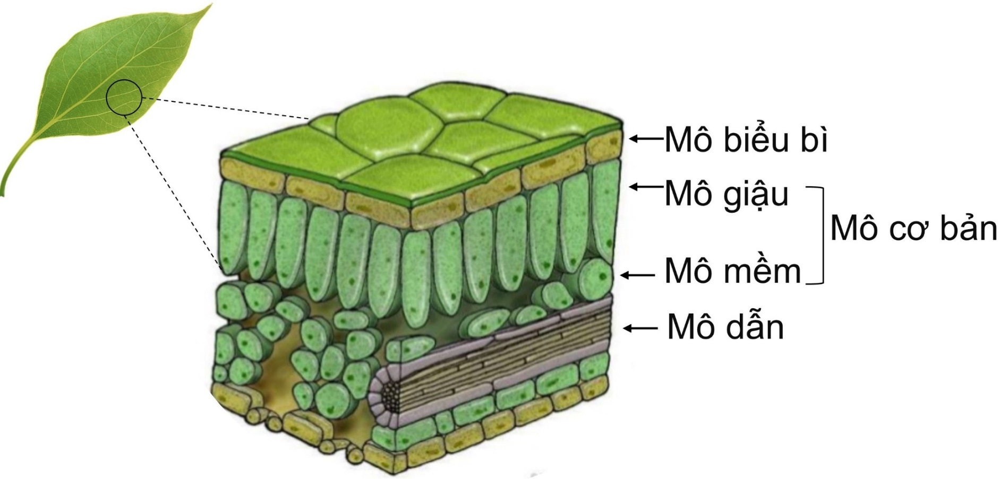 Mô biểu bì
Mô giậu
Mô cơ bản
Mô mềm
Mô dẫn